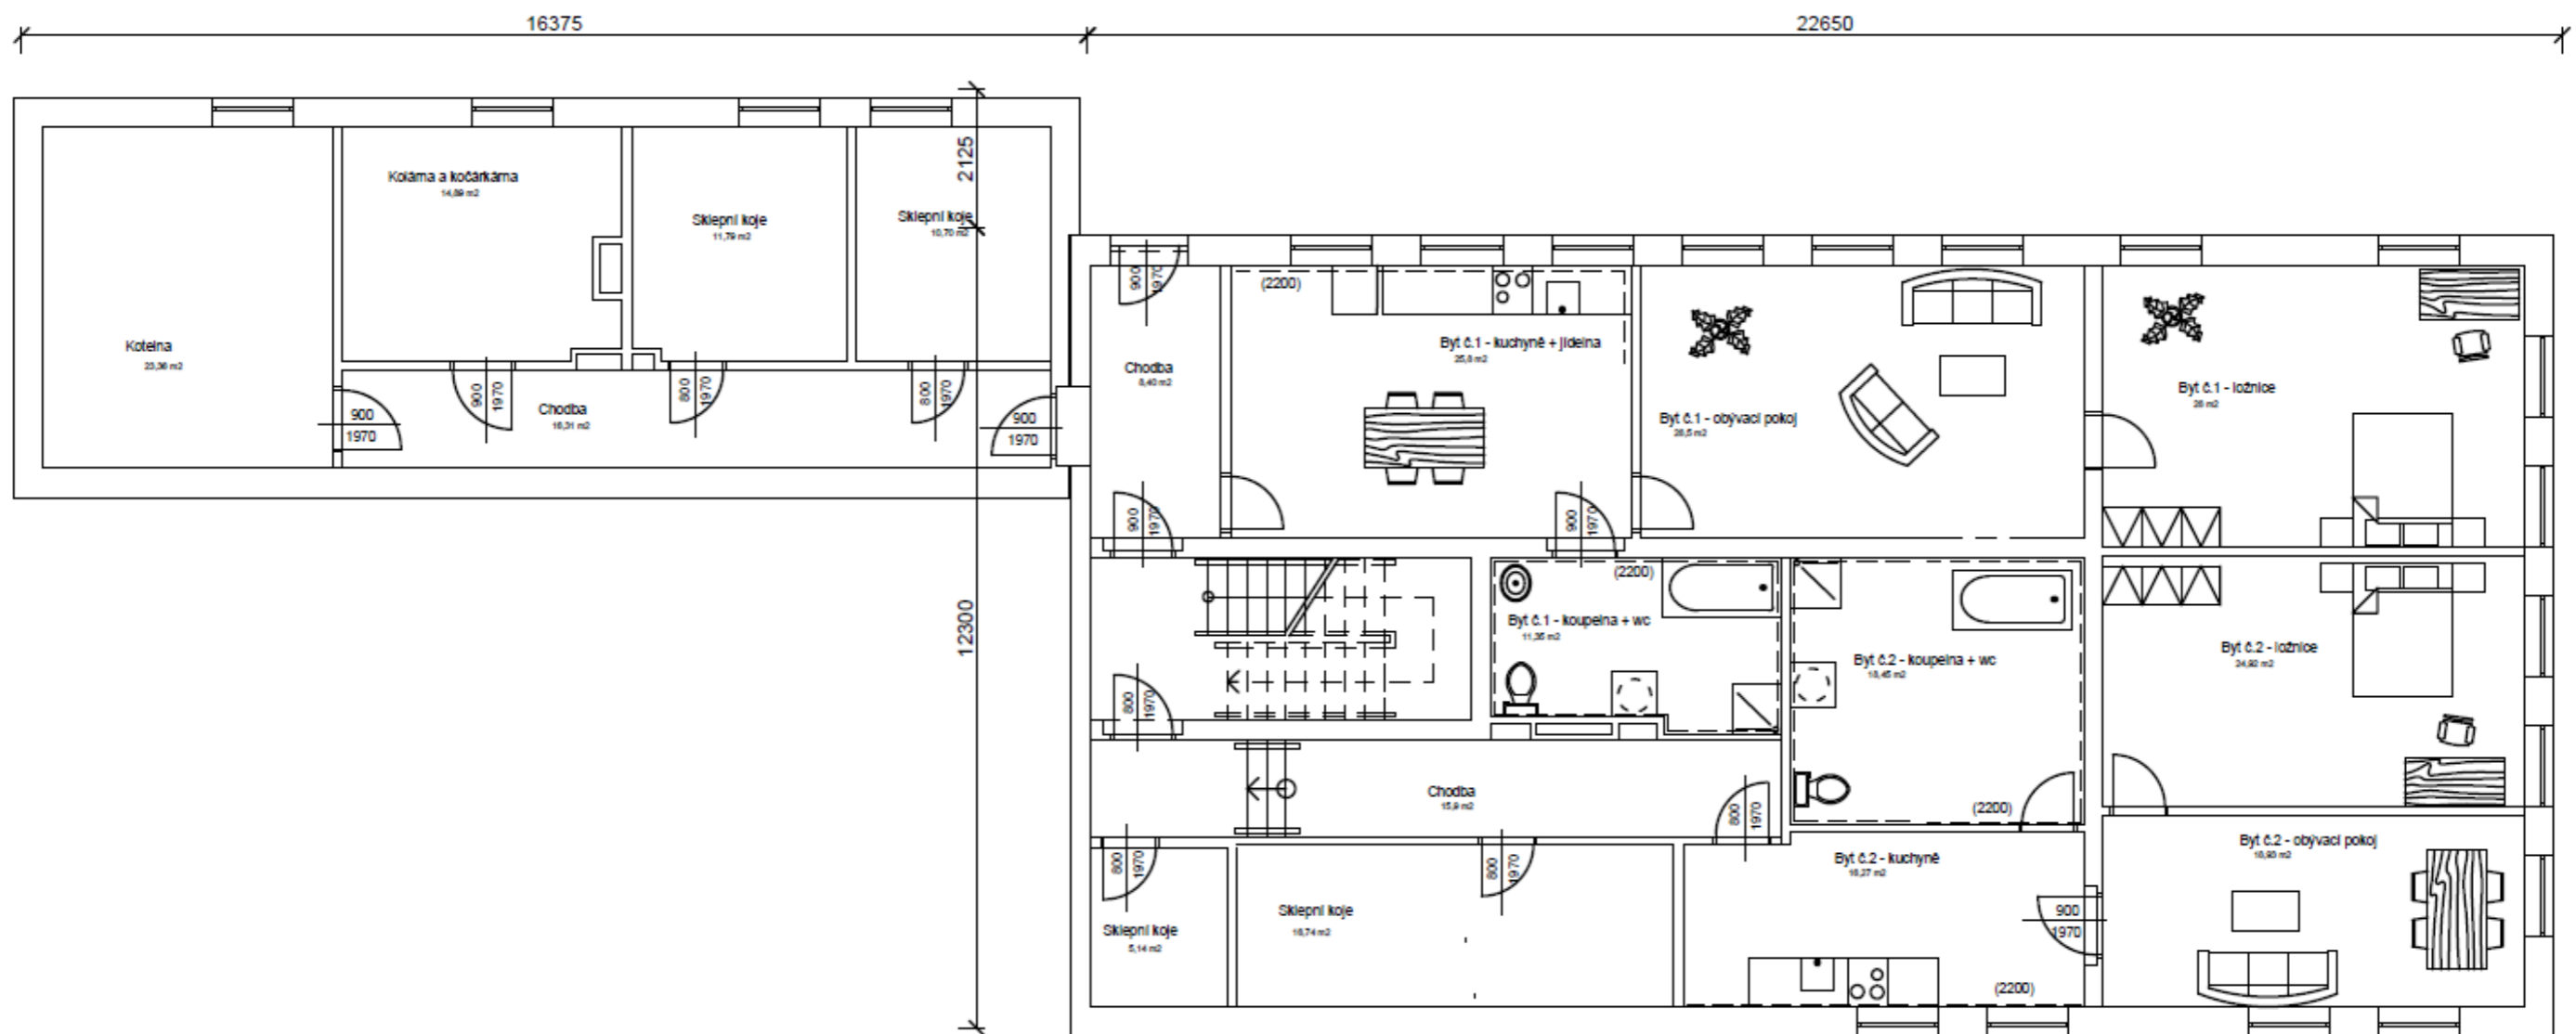 16375
22650
2125
12300
Kolárna a kočárkárna
14,89 m2
Sklepní koje
11,79 m2
Sklepní koje
10,70 m2
Kotelna
23,36 m2
Chodba
16,31 m2
900
1970
900
1970
800
1970
800
1970
900
1970
900
1970
Chodba
8,40 m2
900
1970
(2200)
Byt č.1 - kuchyně + jídelna
25,8 m2
900
1970
Byt č.1 - obývací pokoj
28,5 m2
Byt č.1 - ložnice
26 m2
(2200)
Byt č.1 - koupelna + wc
11,35 m2
Byt č.2 - koupelna + wc
18,45 m2
(2200)
Byt č.2 - ložnice
24,92 m2
800
1970
Chodba
15,9 m2
800
1970
800
1970
Sklepní koje
5,14 m2
800
1970
Sklepní koje
16,74 m2
Byt č.2 - kuchyně
16,27 m2
(2200)
900
1970
Byt č.2 - obývací pokoj
18,93 m2